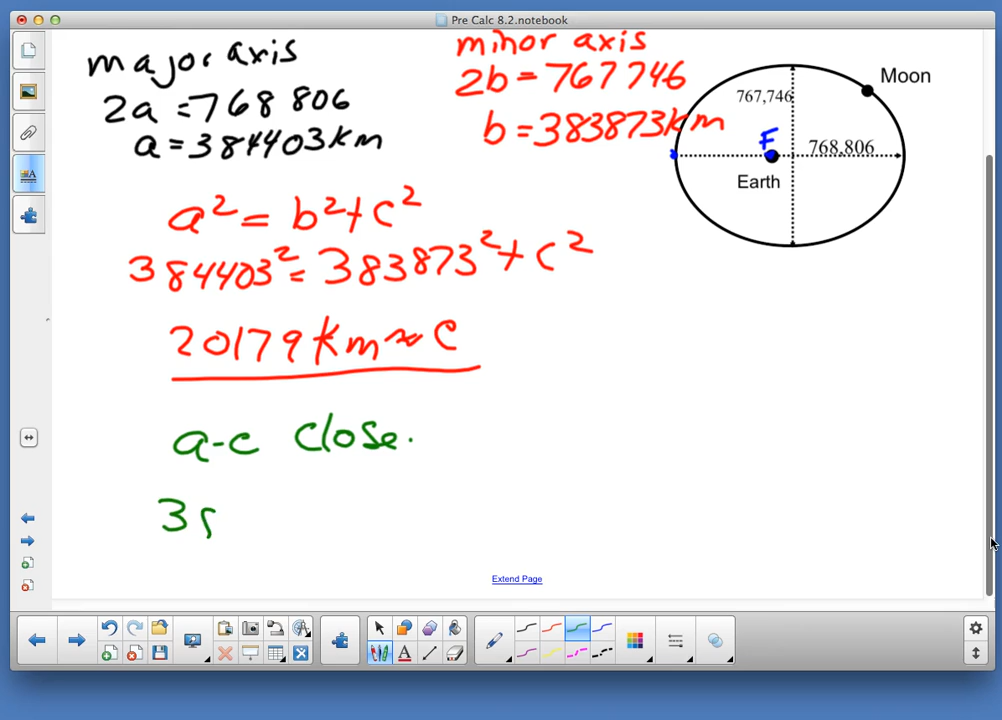 Pre Calc 8.2.notebook
major axis
2a = 768 806
a = 384403 km
minor axis
2b = 767 746
b = 383873 km
767,746
Moon
F
768,806
Earth
a² = b² + c²
384403² = 383873² + c²
20179 km ≈ c
a-c close.
3
Extend Page
A